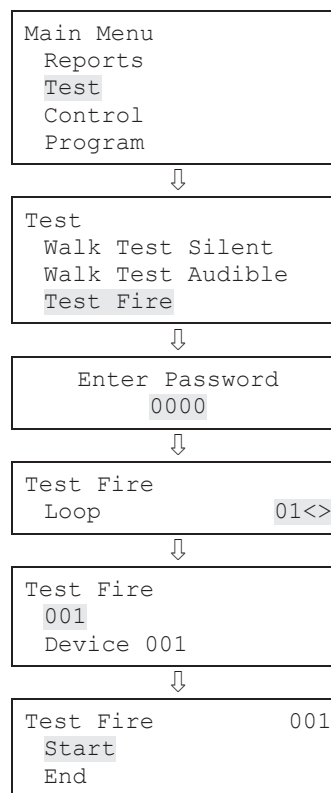 Main Menu
Reports
Test
Control
Program
⇩
Test
Walk Test Silent
Walk Test Audible
Test Fire
⇩
Enter Password
0000
⇩
Test Fire
Loop 01<>
⇩
Test Fire
001
Device 001
⇩
Test Fire 001
Start
End